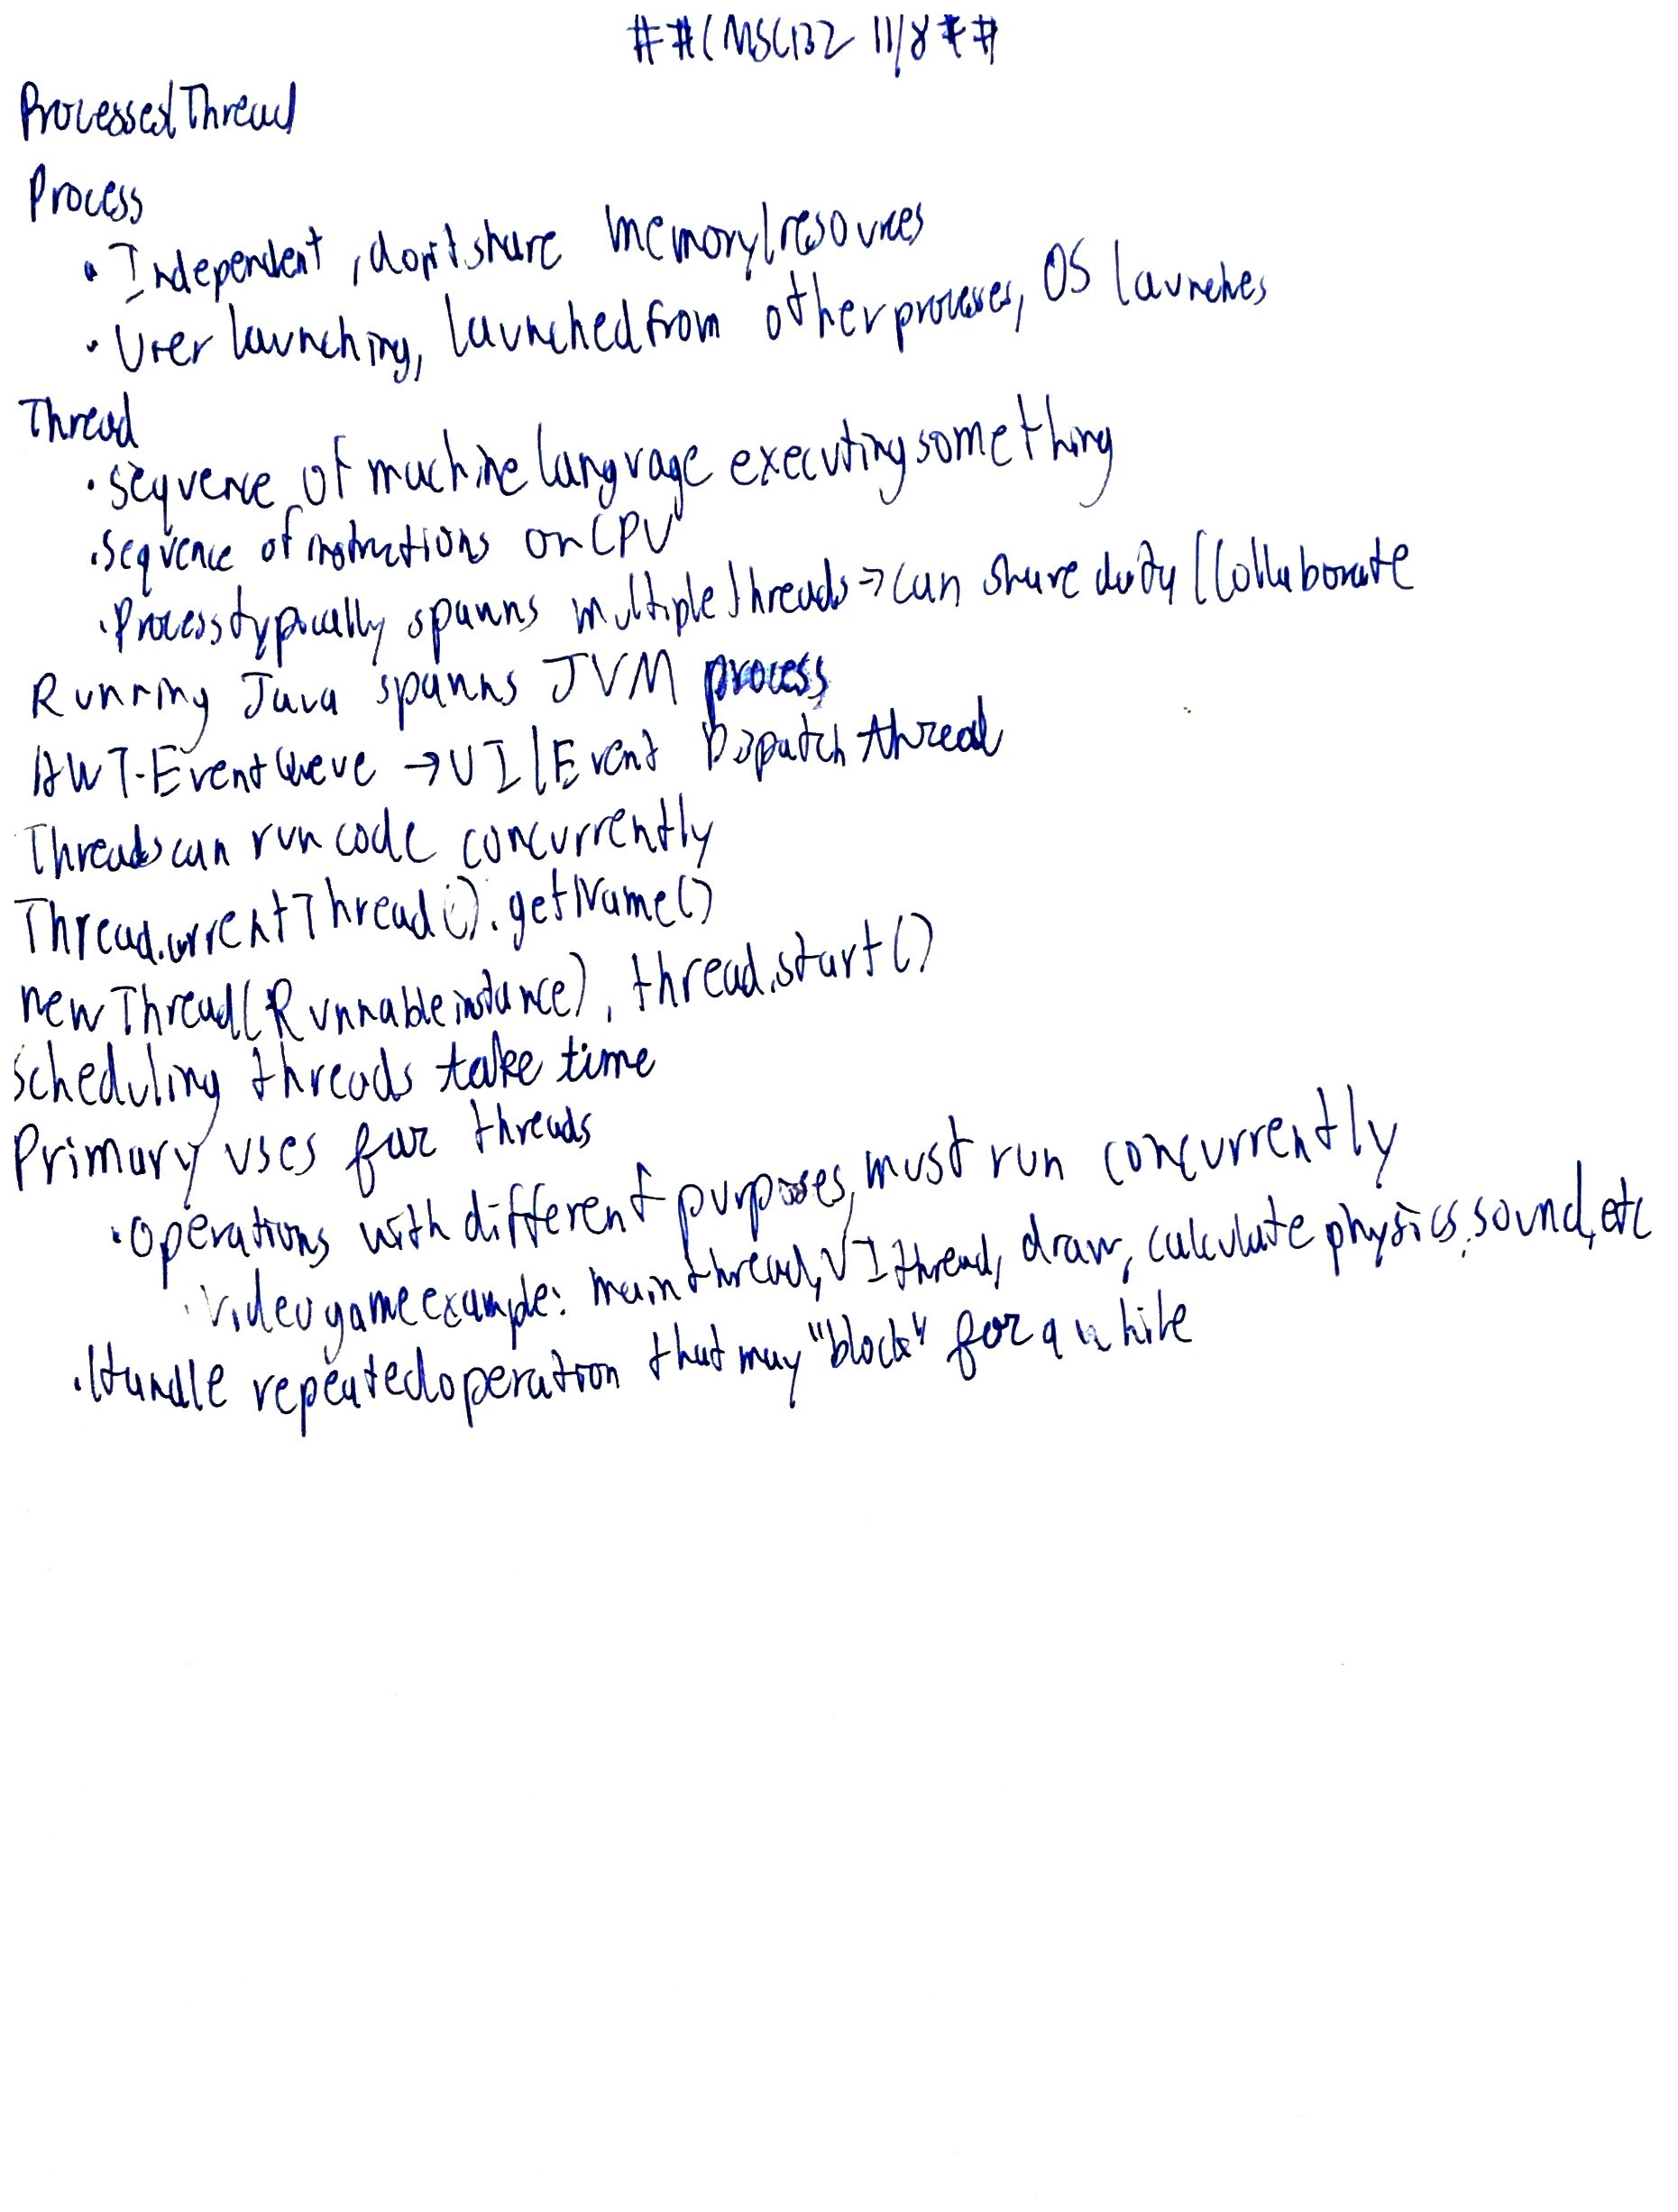 ##CMSC132 11/8##
Processes/Thread
Process
• Independent, don't share memory/resources
• User launching, launched from other processes, OS launches
Thread
• sequence of machine language executing something
• sequence of instructions on CPU
• Process typically spawns multiple threads → can share data/collaborate
Running Java spawns JVM process
AWT-EventQueue → UI/Event Dispatch thread
Threads can run code concurrently
Thread.currentThread().getName()
new Thread(Runnable instance), thread.start()
Scheduling threads take time
Primary uses for threads
• Operations with different purposes, must run concurrently
• video game example: main thread, UI thread, draw, calculate physics, sound, etc
• Handle repeated operation that may "block" for a while